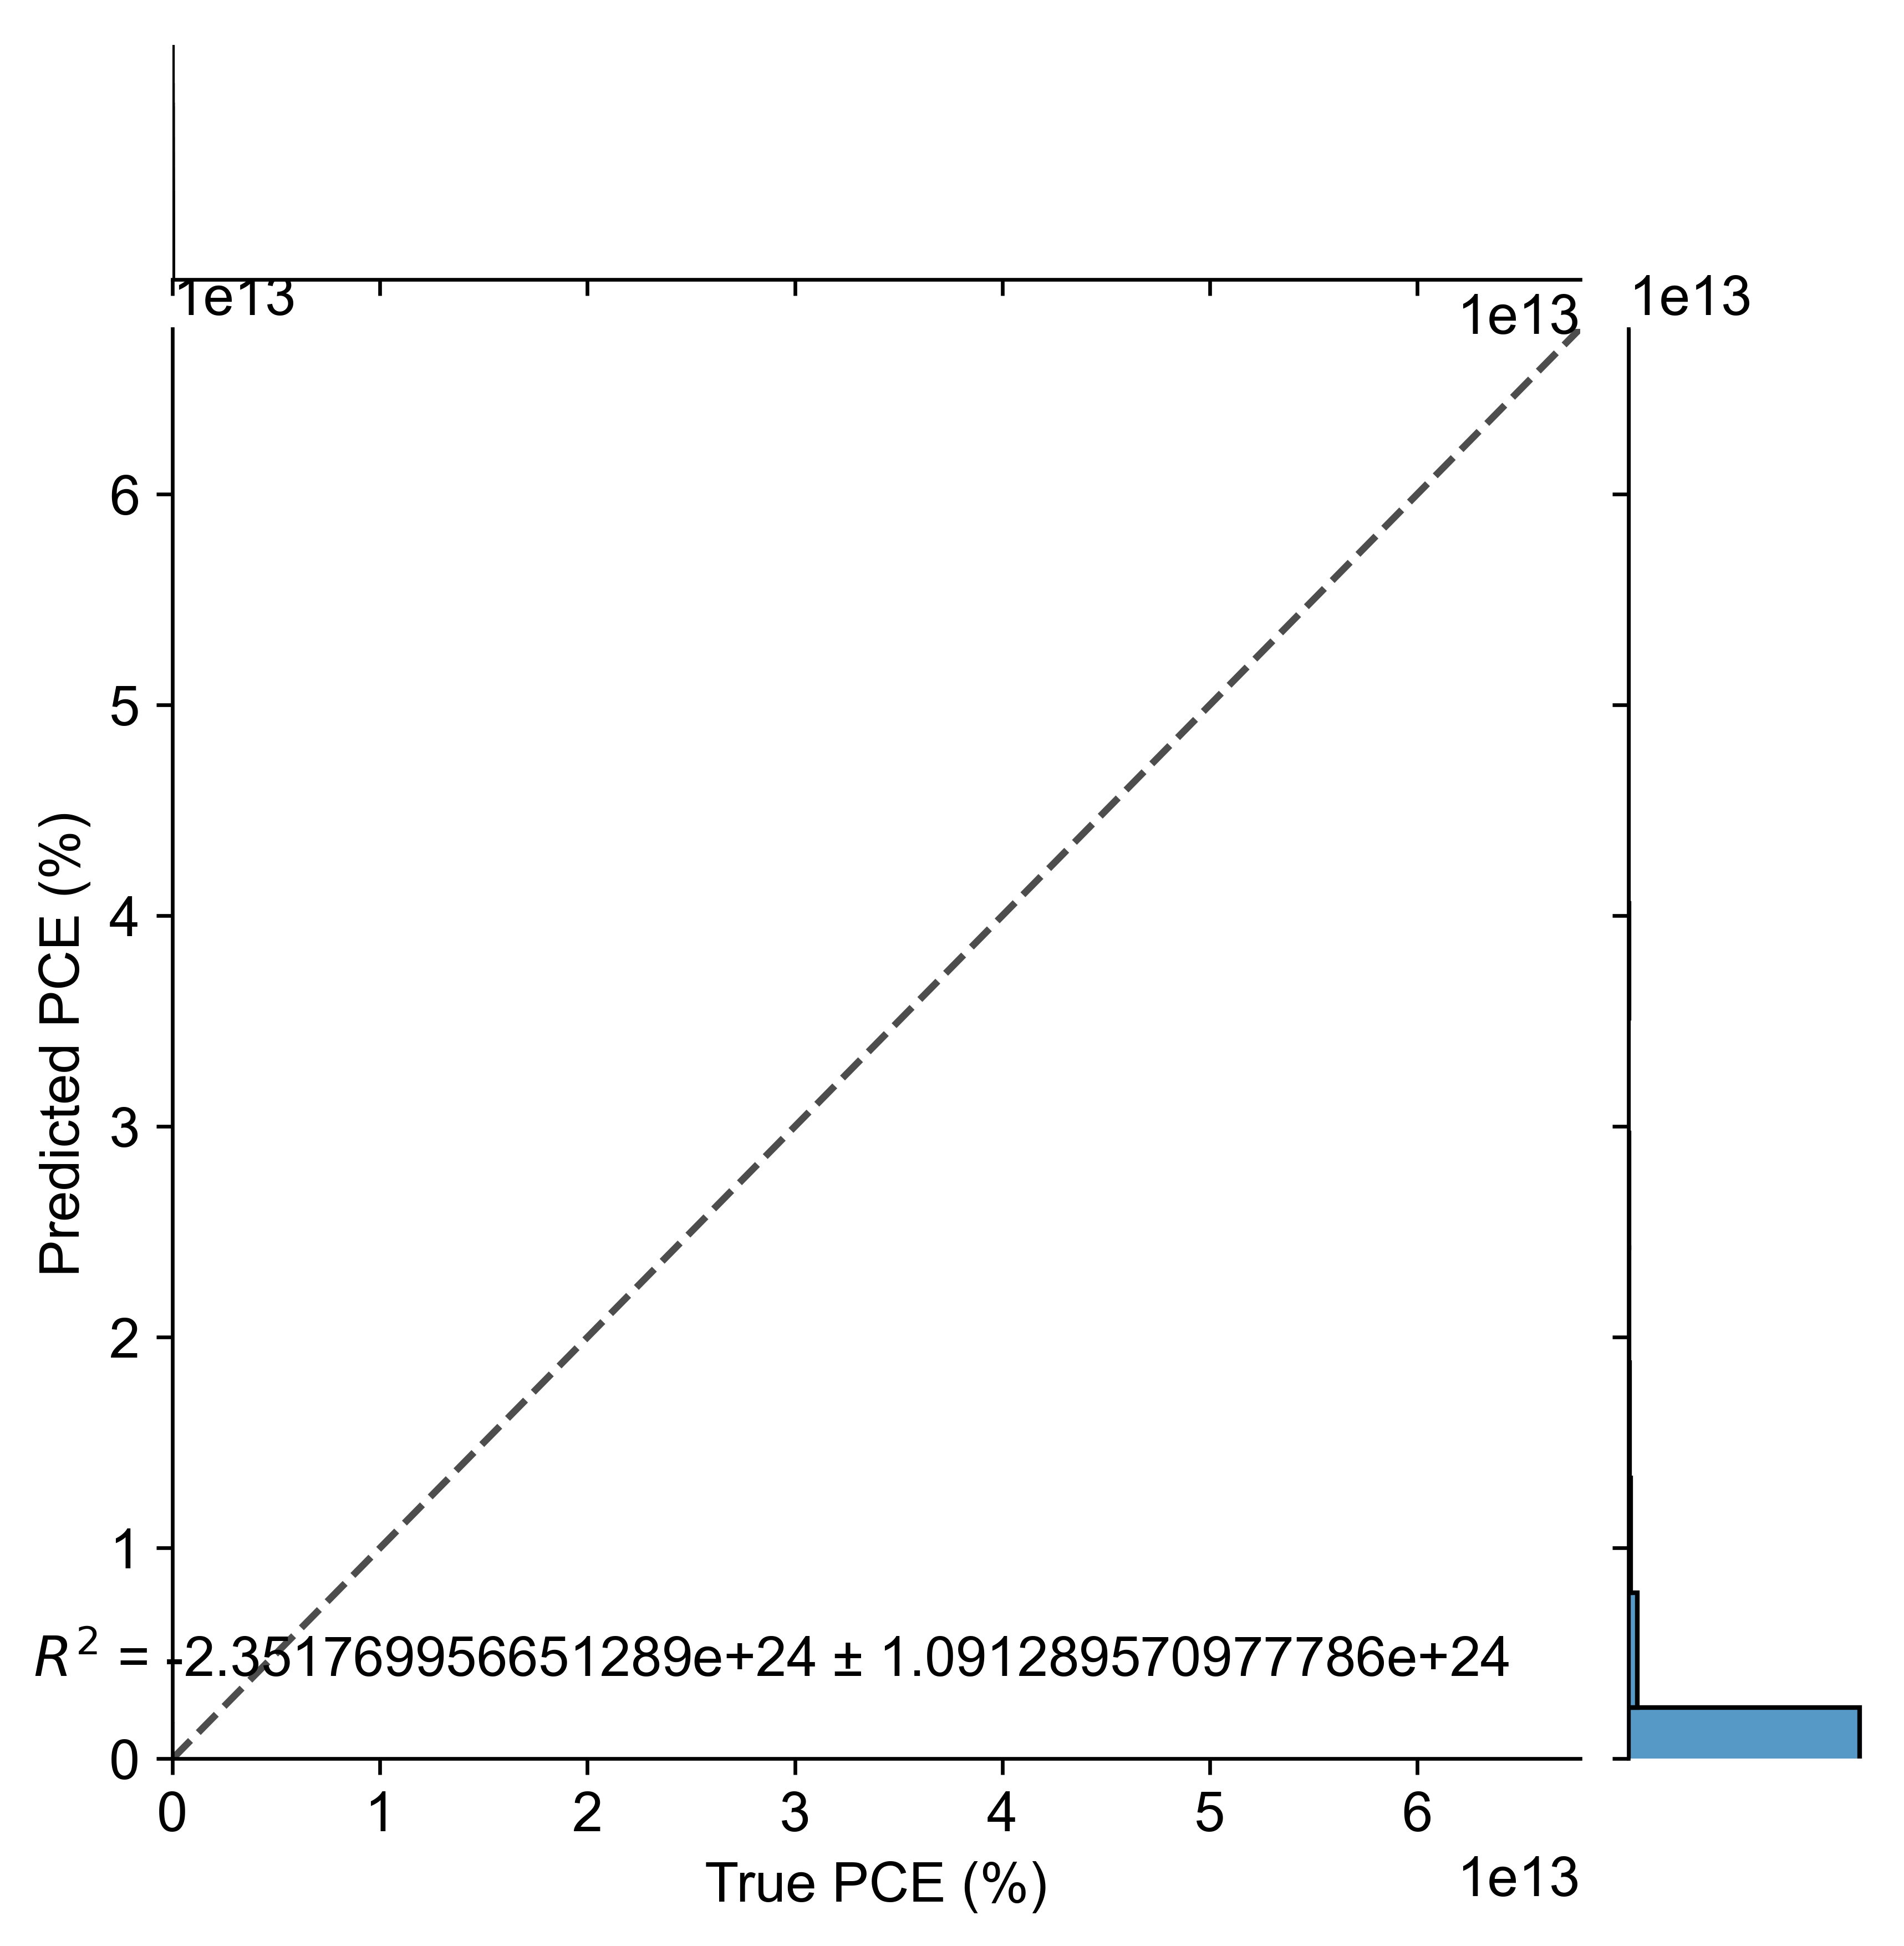 1e13
1e13
1e13
6
5
4
3
2
1
0
Predicted PCE (%)
R² = -2.351769956651289e+24 ± 1.091289570977786e+24
0 1 2 3 4 5 6
True PCE (%)
1e13